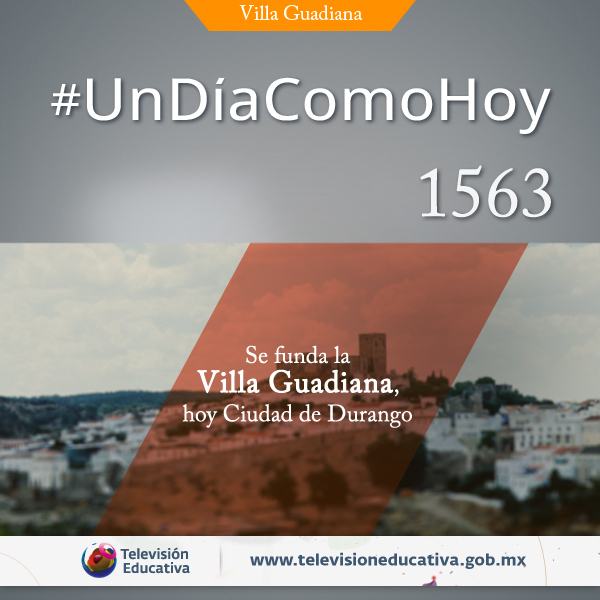 Villa Guadiana
#UnDíaComoHoy
1563
Se funda la
Villa Guadiana,
hoy Ciudad de Durango
Televisión
Educativa
www.televisioneducativa.gob.mx